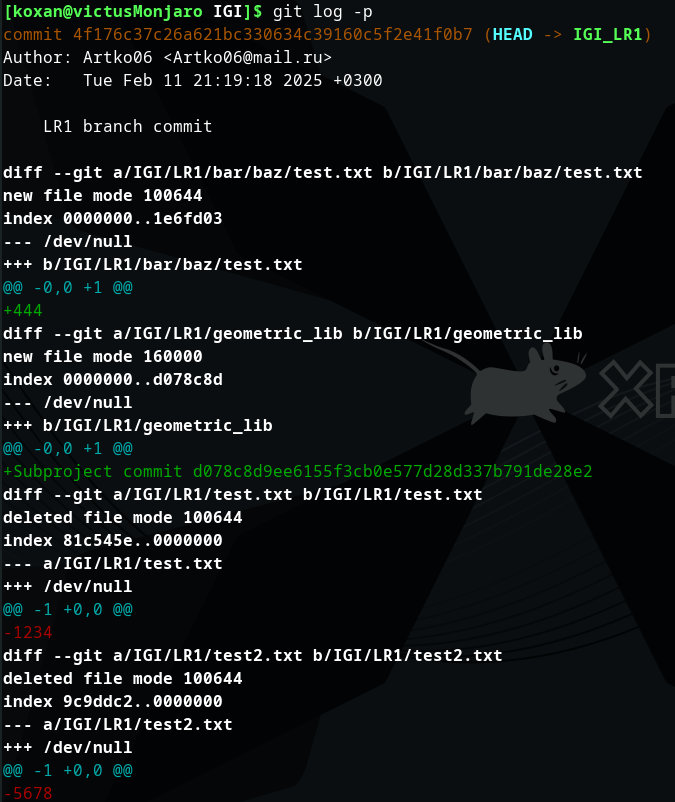 [koxan@victusMonjaro IGI]$ git log -p
commit 4f176c37c26a621bc330634c39160c5f2e41f0b7 (HEAD -> IGI_LR1)
Author: Artko06 <Artko06@mail.ru>
Date:   Tue Feb 11 21:19:18 2025 +0300

    LR1 branch commit

diff --git a/IGI/LR1/bar/baz/test.txt b/IGI/LR1/bar/baz/test.txt
new file mode 100644
index 0000000..1e6fd03
--- /dev/null
+++ b/IGI/LR1/bar/baz/test.txt
@@ -0,0 +1 @@
+444
diff --git a/IGI/LR1/geometric_lib b/IGI/LR1/geometric_lib
new file mode 160000
index 0000000..d078c8d
--- /dev/null
+++ b/IGI/LR1/geometric_lib
@@ -0,0 +1 @@
+Subproject commit d078c8d9ee6155f3cb0e577d28d337b791de28e2
diff --git a/IGI/LR1/test.txt b/IGI/LR1/test.txt
deleted file mode 100644
index 81c545e..0000000
--- a/IGI/LR1/test.txt
+++ /dev/null
@@ -1 +0,0 @@
-1234
diff --git a/IGI/LR1/test2.txt b/IGI/LR1/test2.txt
deleted file mode 100644
index 9c9ddc2..0000000
--- a/IGI/LR1/test2.txt
+++ /dev/null
@@ -1 +0,0 @@
-5678